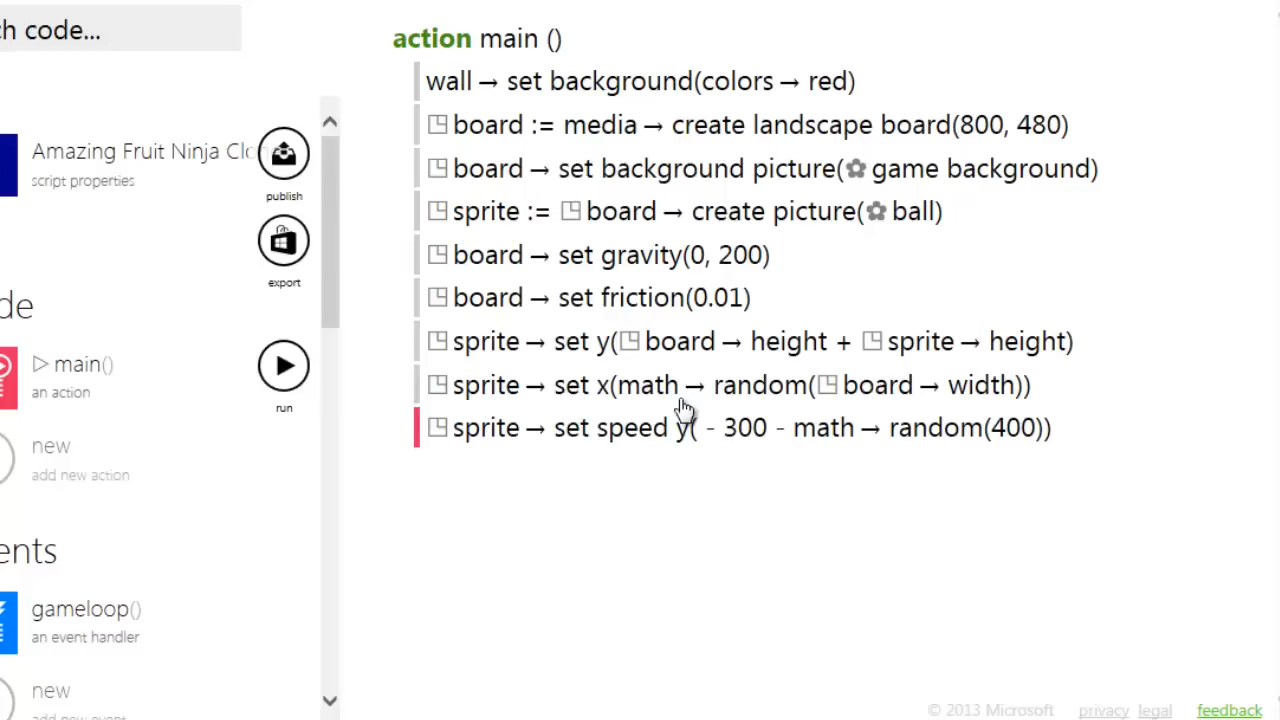 ch code...
Amazing Fruit Ninja Clo
script properties
publish
export
de
main()
an action
run
new
add new action
ents
gameloop()
an event handler
new
add new event
action main ()
wall → set background(colors → red)
board := media → create landscape board(800, 480)
board → set background picture(✿ game background)
sprite := board → create picture(✿ ball)
board → set gravity(0, 200)
board → set friction(0.01)
sprite → set y(board → height + sprite → height)
sprite → set x(math → random(board → width))
sprite → set speed y( - 300 - math → random(400))
© 2013 Microsoft privacy legal feedback